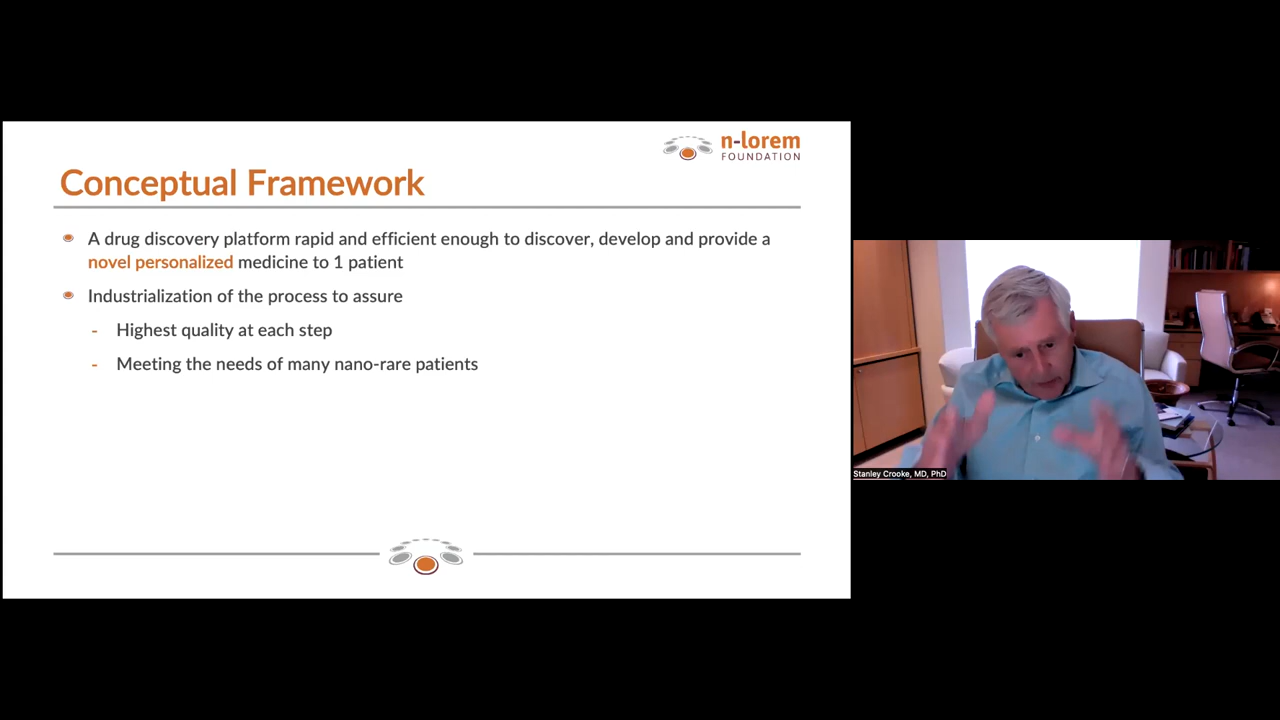 n-lorem
FOUNDATION
Conceptual Framework
A drug discovery platform rapid and efficient enough to discover, develop and provide a
novel personalized medicine to 1 patient
Industrialization of the process to assure
- Highest quality at each step
- Meeting the needs of many nano-rare patients
Stanley Crooke, MD, PhD